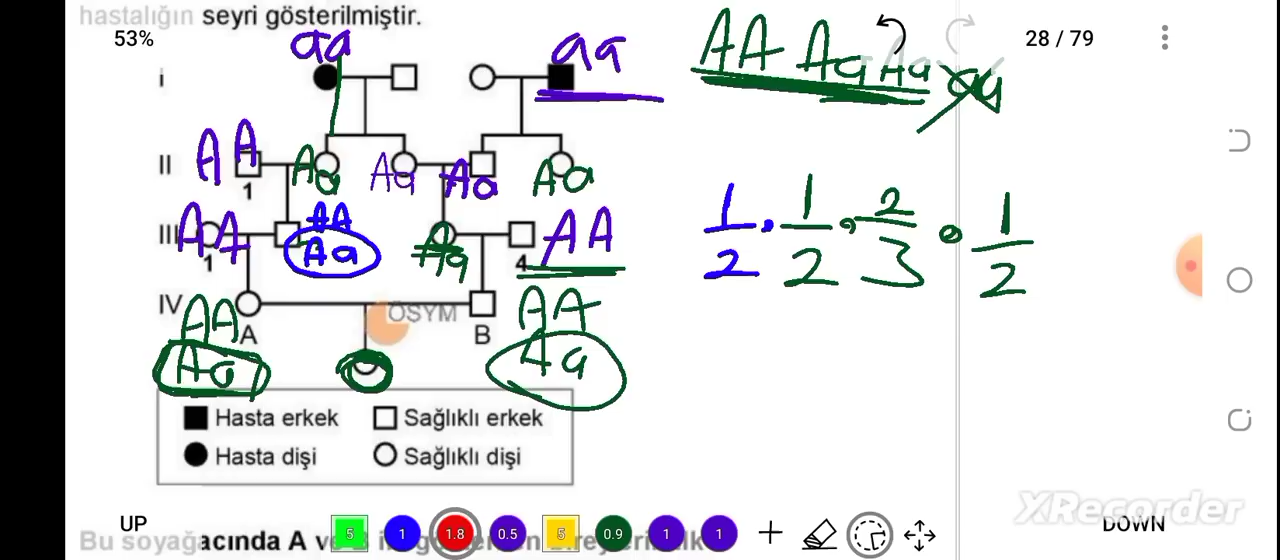 hastalığın seyri gösterilmiştir.
53%
28 / 79
aa
aa
AA Aa Aa aa
I
II
AA
Aa
Aa
Aa
Aa
1
III
AA
AA
Aa
Aa
AA
1
4
1/2 . 1/2 . 2/3 . 1/2
IV
AA
A
ÖSYM
B
AA
Aa
Aa
Hasta erkek
Sağlıklı erkek
Hasta dişi
Sağlıklı dişi
XRecorder
UP
5
1
1.8
0.5
5
0.9
1
1
DOWN
Bu soyağacında A